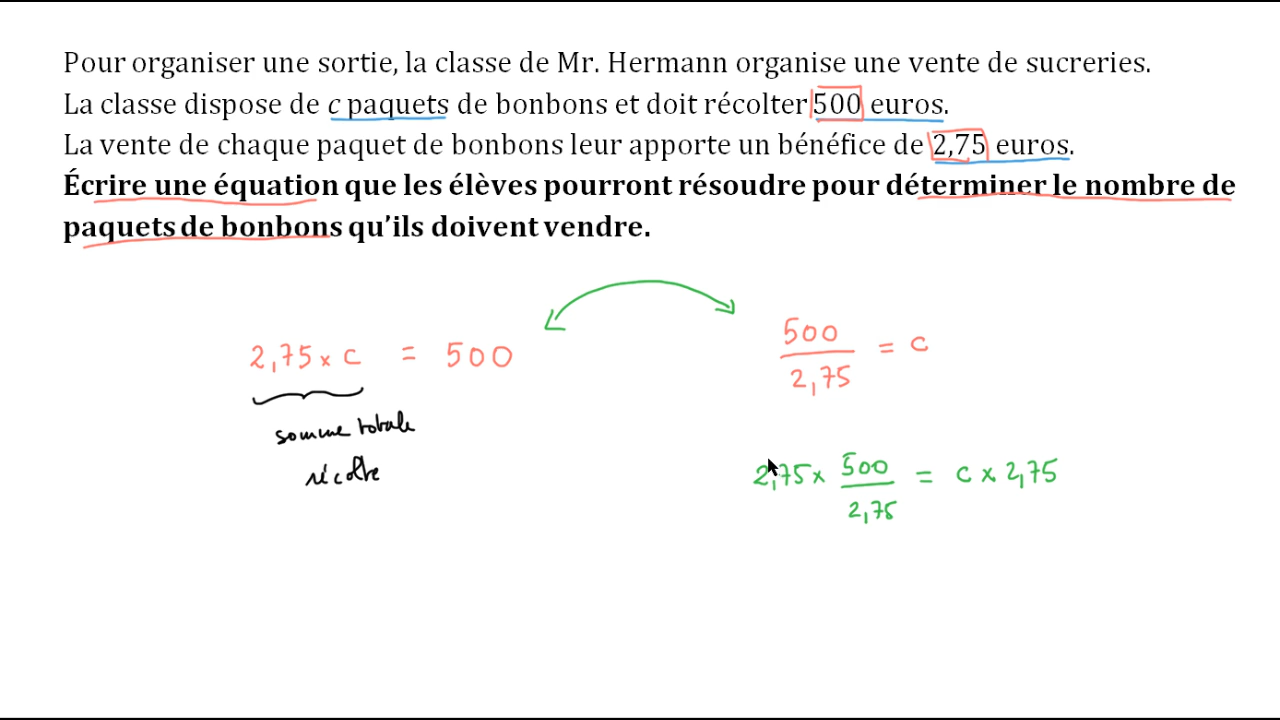 Pour organiser une sortie, la classe de Mr. Hermann organise une vente de sucreries.
La classe dispose de c paquets de bonbons et doit récolter 500 euros.
La vente de chaque paquet de bonbons leur apporte un bénéfice de 2,75 euros.
Écrire une équation que les élèves pourront résoudre pour déterminer le nombre de
paquets de bonbons qu'ils doivent vendre.
2,75 × c = 500
somme totale
récoltée
500
2,75
= c
2,75 × 500 = c × 2,75
2,75